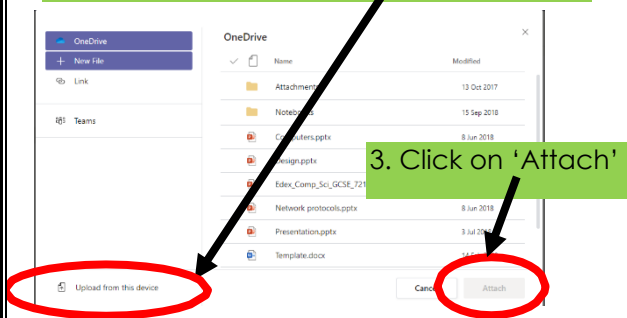 OneDrive
New File
Link
Teams
Upload from this device
OneDrive
Name Modified
Attachments 13 Oct 2017
Notebooks 15 Sep 2018
Computers.pptx 8 Jun 2018
Design.pptx
Edex_Comp_Sci_GCSE_721
Network protocols.pptx 8 Jun 2018
Presentation.pptx 3 Jul
Template.docx
Attach
3. Click on ‘Attach’